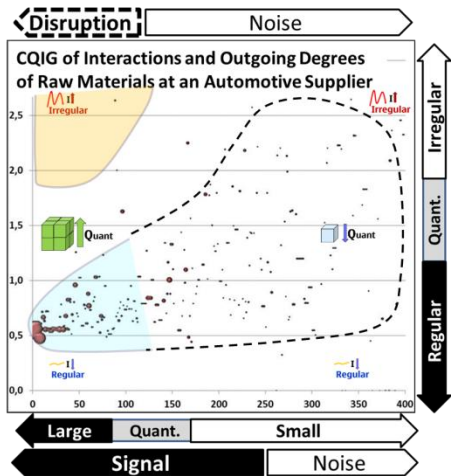 Disruption
Noise
CQIG of Interactions and Outgoing Degrees
of Raw Materials at an Automotive Supplier
I
Irregular
I
Irregular
2,5
2,0
1,5
1,0
0,5
0,0
Quant
Quant
I
Regular
I
Regular
0
50
100
150
200
250
300
350
400
Irregular
Quant.
Regular
Large
Quant.
Small
Signal
Noise